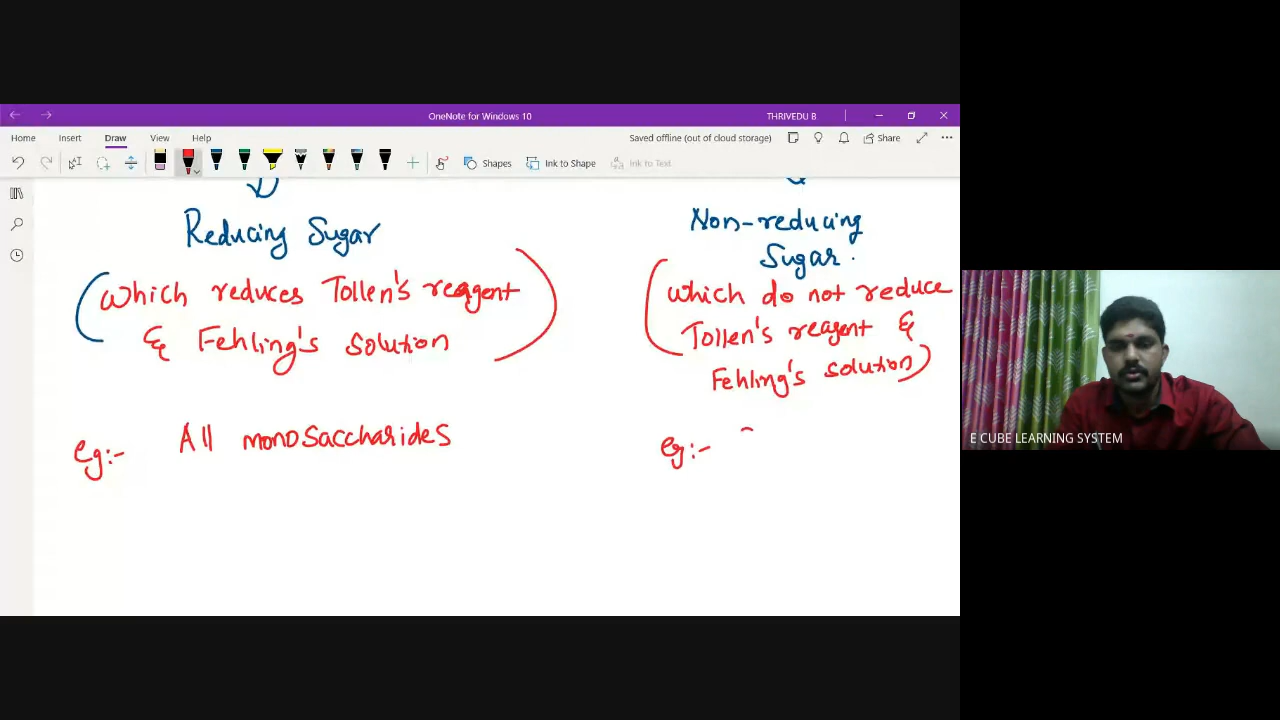 OneNote for Windows 10
THRIVEDU B
Home Insert Draw View Help
Saved offline (out of cloud storage)
Share
Shapes
Ink to Shape
Ink to Text
Reducing Sugar
(which reduces Tollen's reagent
& Fehling's solution)
eg:- All monosaccharides
Non-reducing
Sugar.
(which do not reduce
Tollen's reagent &
Fehling's solution)
eg:-
E CUBE LEARNING SYSTEM